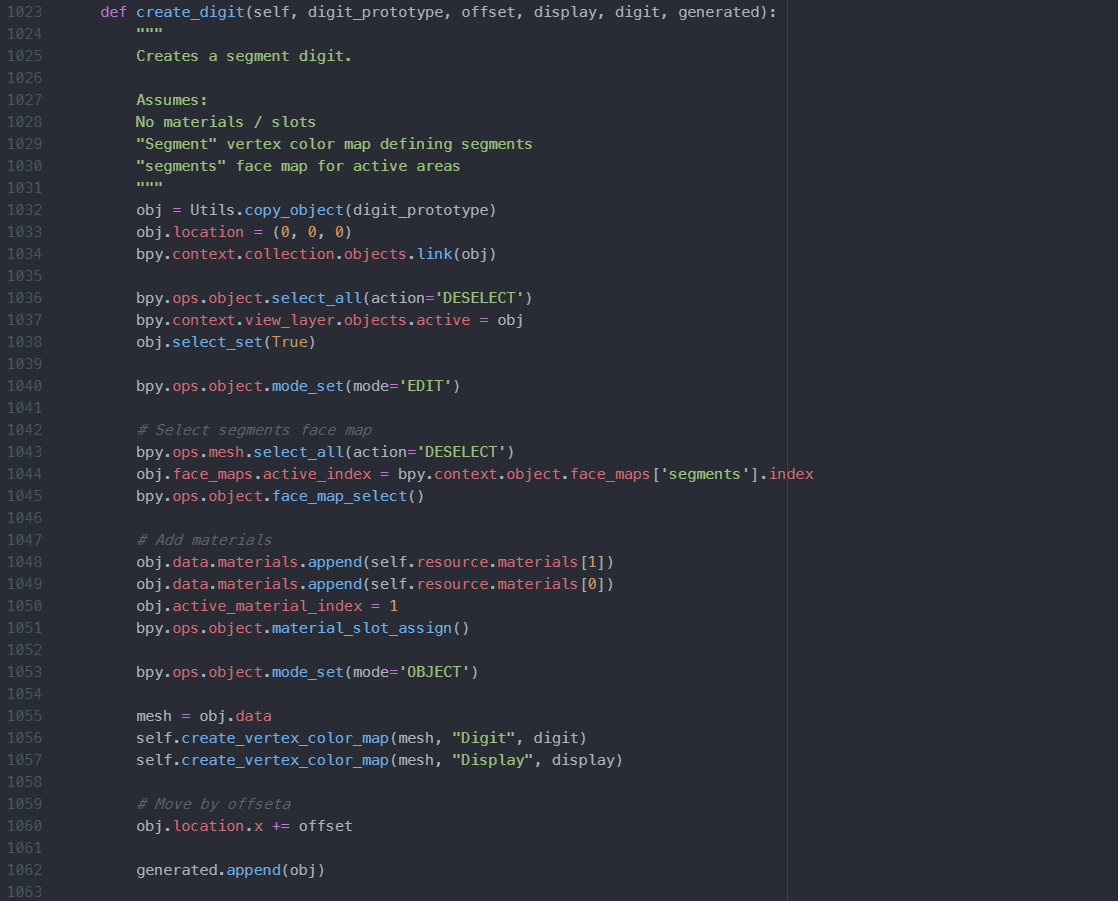 1023 def create_digit(self, digit_prototype, offset, display, digit, generated):
1024 """
1025 Creates a segment digit.
1026
1027 Assumes:
1028 No materials / slots
1029 "Segment" vertex color map defining segments
1030 "segments" face map for active areas
1031 """
1032 obj = Utils.copy_object(digit_prototype)
1033 obj.location = (0, 0, 0)
1034 bpy.context.collection.objects.link(obj)
1035
1036 bpy.ops.object.select_all(action='DESELECT')
1037 bpy.context.view_layer.objects.active = obj
1038 obj.select_set(True)
1039
1040 bpy.ops.object.mode_set(mode='EDIT')
1041
1042 # Select segments face map
1043 bpy.ops.mesh.select_all(action='DESELECT')
1044 obj.face_maps.active_index = bpy.context.object.face_maps['segments'].index
1045 bpy.ops.object.face_map_select()
1046
1047 # Add materials
1048 obj.data.materials.append(self.resource.materials[1])
1049 obj.data.materials.append(self.resource.materials[0])
1050 obj.active_material_index = 1
1051 bpy.ops.object.material_slot_assign()
1052
1053 bpy.ops.object.mode_set(mode='OBJECT')
1054
1055 mesh = obj.data
1056 self.create_vertex_color_map(mesh, "Digit", digit)
1057 self.create_vertex_color_map(mesh, "Display", display)
1058
1059 # Move by offseta
1060 obj.location.x += offset
1061
1062 generated.append(obj)
1063